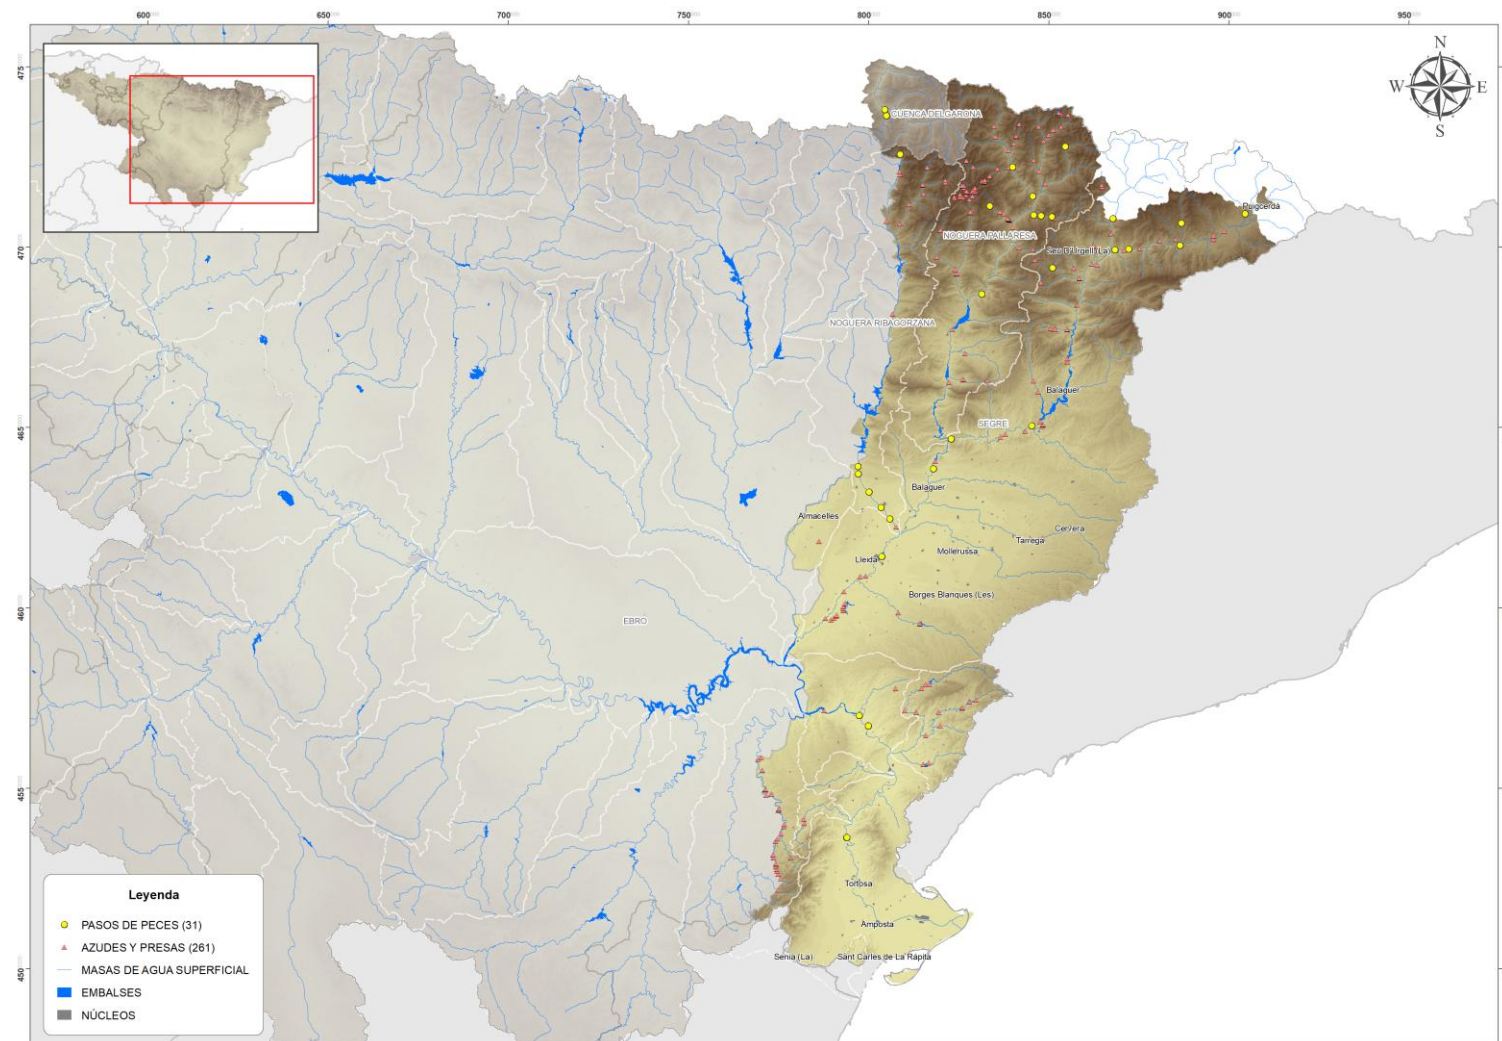 600
650
700
750
800
850
900
950
475
470
465
460
455
450
N
W
E
S
CUENCA DELGARONA
Puigcerdà
NOGUERA PALLARESA
Seu D'Urgell (La)
NOGUERA RIBAGORZANA
Balaguer
SEGRE
Balaguer
Almacelles
Cervera
Tarrega
Mollerussa
Lleida
Borges Blanques (Les)
EBRO
Tortosa
Amposta
Senia (La)
Sant Carles de La Ràpita
Leyenda
PASOS DE PECES (31)
AZUDES Y PRESAS (261)
MASAS DE AGUA SUPERFICIAL
EMBALSES
NÚCLEOS